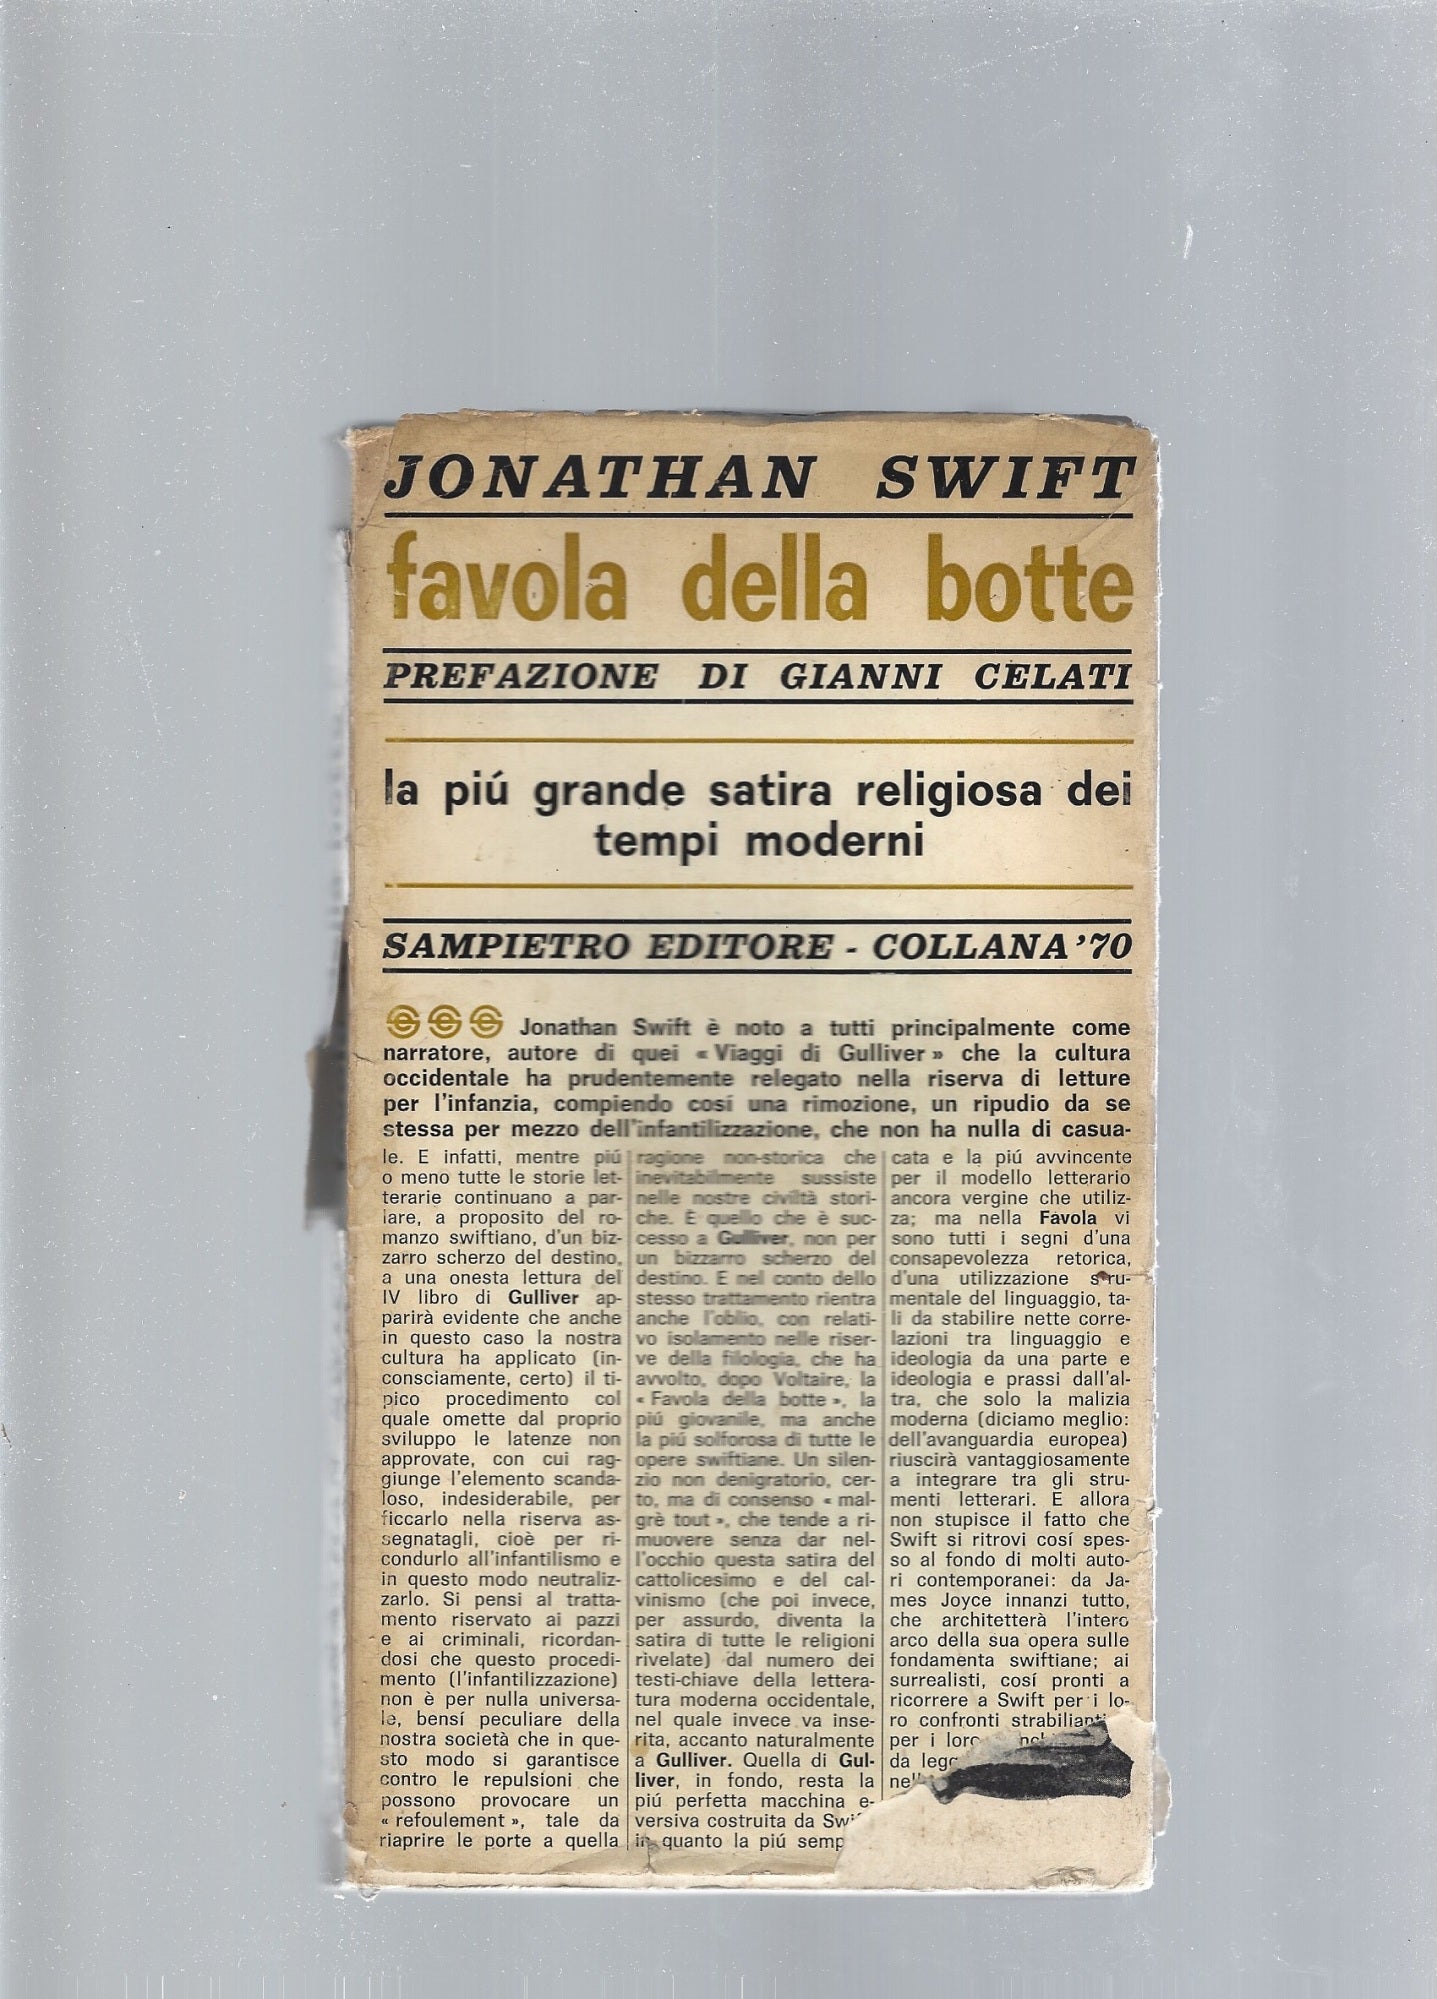 JONATHAN SWIFT
favola della botte
PREFAZIONE DI GIANNI CELATI
la piú grande satira religiosa dei
tempi moderni
SAMPIETRO EDITORE - COLLANA '70
Jonathan Swift è noto a tutti principalmente come
narratore, autore di quei « Viaggi di Gulliver » che la cultura
occidentale ha prudentemente relegato nella riserva di letture
per l'infanzia, compiendo cosí una rimozione, un ripudio da se
stessa per mezzo dell'infantilizzazione, che non ha nulla di casua-
le. E infatti, mentre piú
o meno tutte le storie let-
terarie continuano a par-
lare, a proposito del ro-
manzo swiftiano, d'un biz-
zarro scherzo del destino,
a una onesta lettura del
IV libro di Gulliver ap-
parirà evidente che anche
in questo caso la nostra
cultura ha applicato (in-
consciamente, certo) il ti-
pico procedimento col
quale omette dal proprio
sviluppo le latenze non
approvate, con cui rag-
giunge l'elemento scanda-
loso, indesiderabile, per
ficcarlo nella riserva as-
segnatagli, cioè per ri-
condurlo all'infantilismo e
in questo modo neutraliz-
zarlo. Si pensi al tratta-
mento riservato ai pazzi
e ai criminali, ricordan-
dosi che questo procedi-
mento (l'infantilizzazione)
non è per nulla universa-
le, bensí peculiare della
nostra società che in que-
sto modo si garantisce
contro le repulsioni che
possono provocare un
« refoulement », tale da
riaprire le porte a quella
ragione non-storica che
inevitabilmente sussiste
nelle nostre civiltà stori-
che. È quello che è suc-
cesso a Gulliver, non per
un bizzarro scherzo del
destino. E nel conto dello
stesso trattamento rientra
anche l'oblio, con relati-
vo isolamento nelle riser-
ve della filologia, che ha
avvolto, dopo Voltaire, la
« Favola della botte », la
piú giovanile, ma anche
la piú solforosa di tutte le
opere swiftiane. Un silen-
zio non denigratorio, cer-
to, ma di consenso « mal-
grè tout », che tende a ri-
muovere senza dar nel-
l'occhio questa satira del
cattolicesimo e del cal-
vinismo (che poi invece,
per assurdo, diventa la
satira di tutte le religioni
rivelate) dal numero dei
testi-chiave della lettera-
tura moderna occidentale,
nel quale invece va inse-
rita, accanto naturalmente
a Gulliver. Quella di Gul-
liver, in fondo, resta la
piú perfetta macchina e-
versiva costruita da
in quanto la piú
cata e la piú avvincente
per il modello letterario
ancora vergine che utiliz-
za; ma nella Favola vi
sono tutti i segni d'una
consapevolezza retorica,
d'una utilizzazione stru-
mentale del linguaggio, ta-
li da stabilire nette corre-
lazioni tra linguaggio e
ideologia da una parte e
ideologia e prassi dall'al-
tra, che solo la malizia
moderna (diciamo meglio:
dell'avanguardia europea)
riuscirà vantaggiosamente
a integrare tra gli stru-
menti letterari. E allora
non stupisce il fatto che
Swift si ritrovi cosí spes-
so al fondo di molti auto-
ri contemporanei: da Ja-
mes Joyce innanzi tutto,
che architetterà l'intero
arco della sua opera sulle
fondamenta swiftiane; ai
surrealisti, cosí pronti a
ricorrere a Swift per i lo-
ro confronti
per i
da